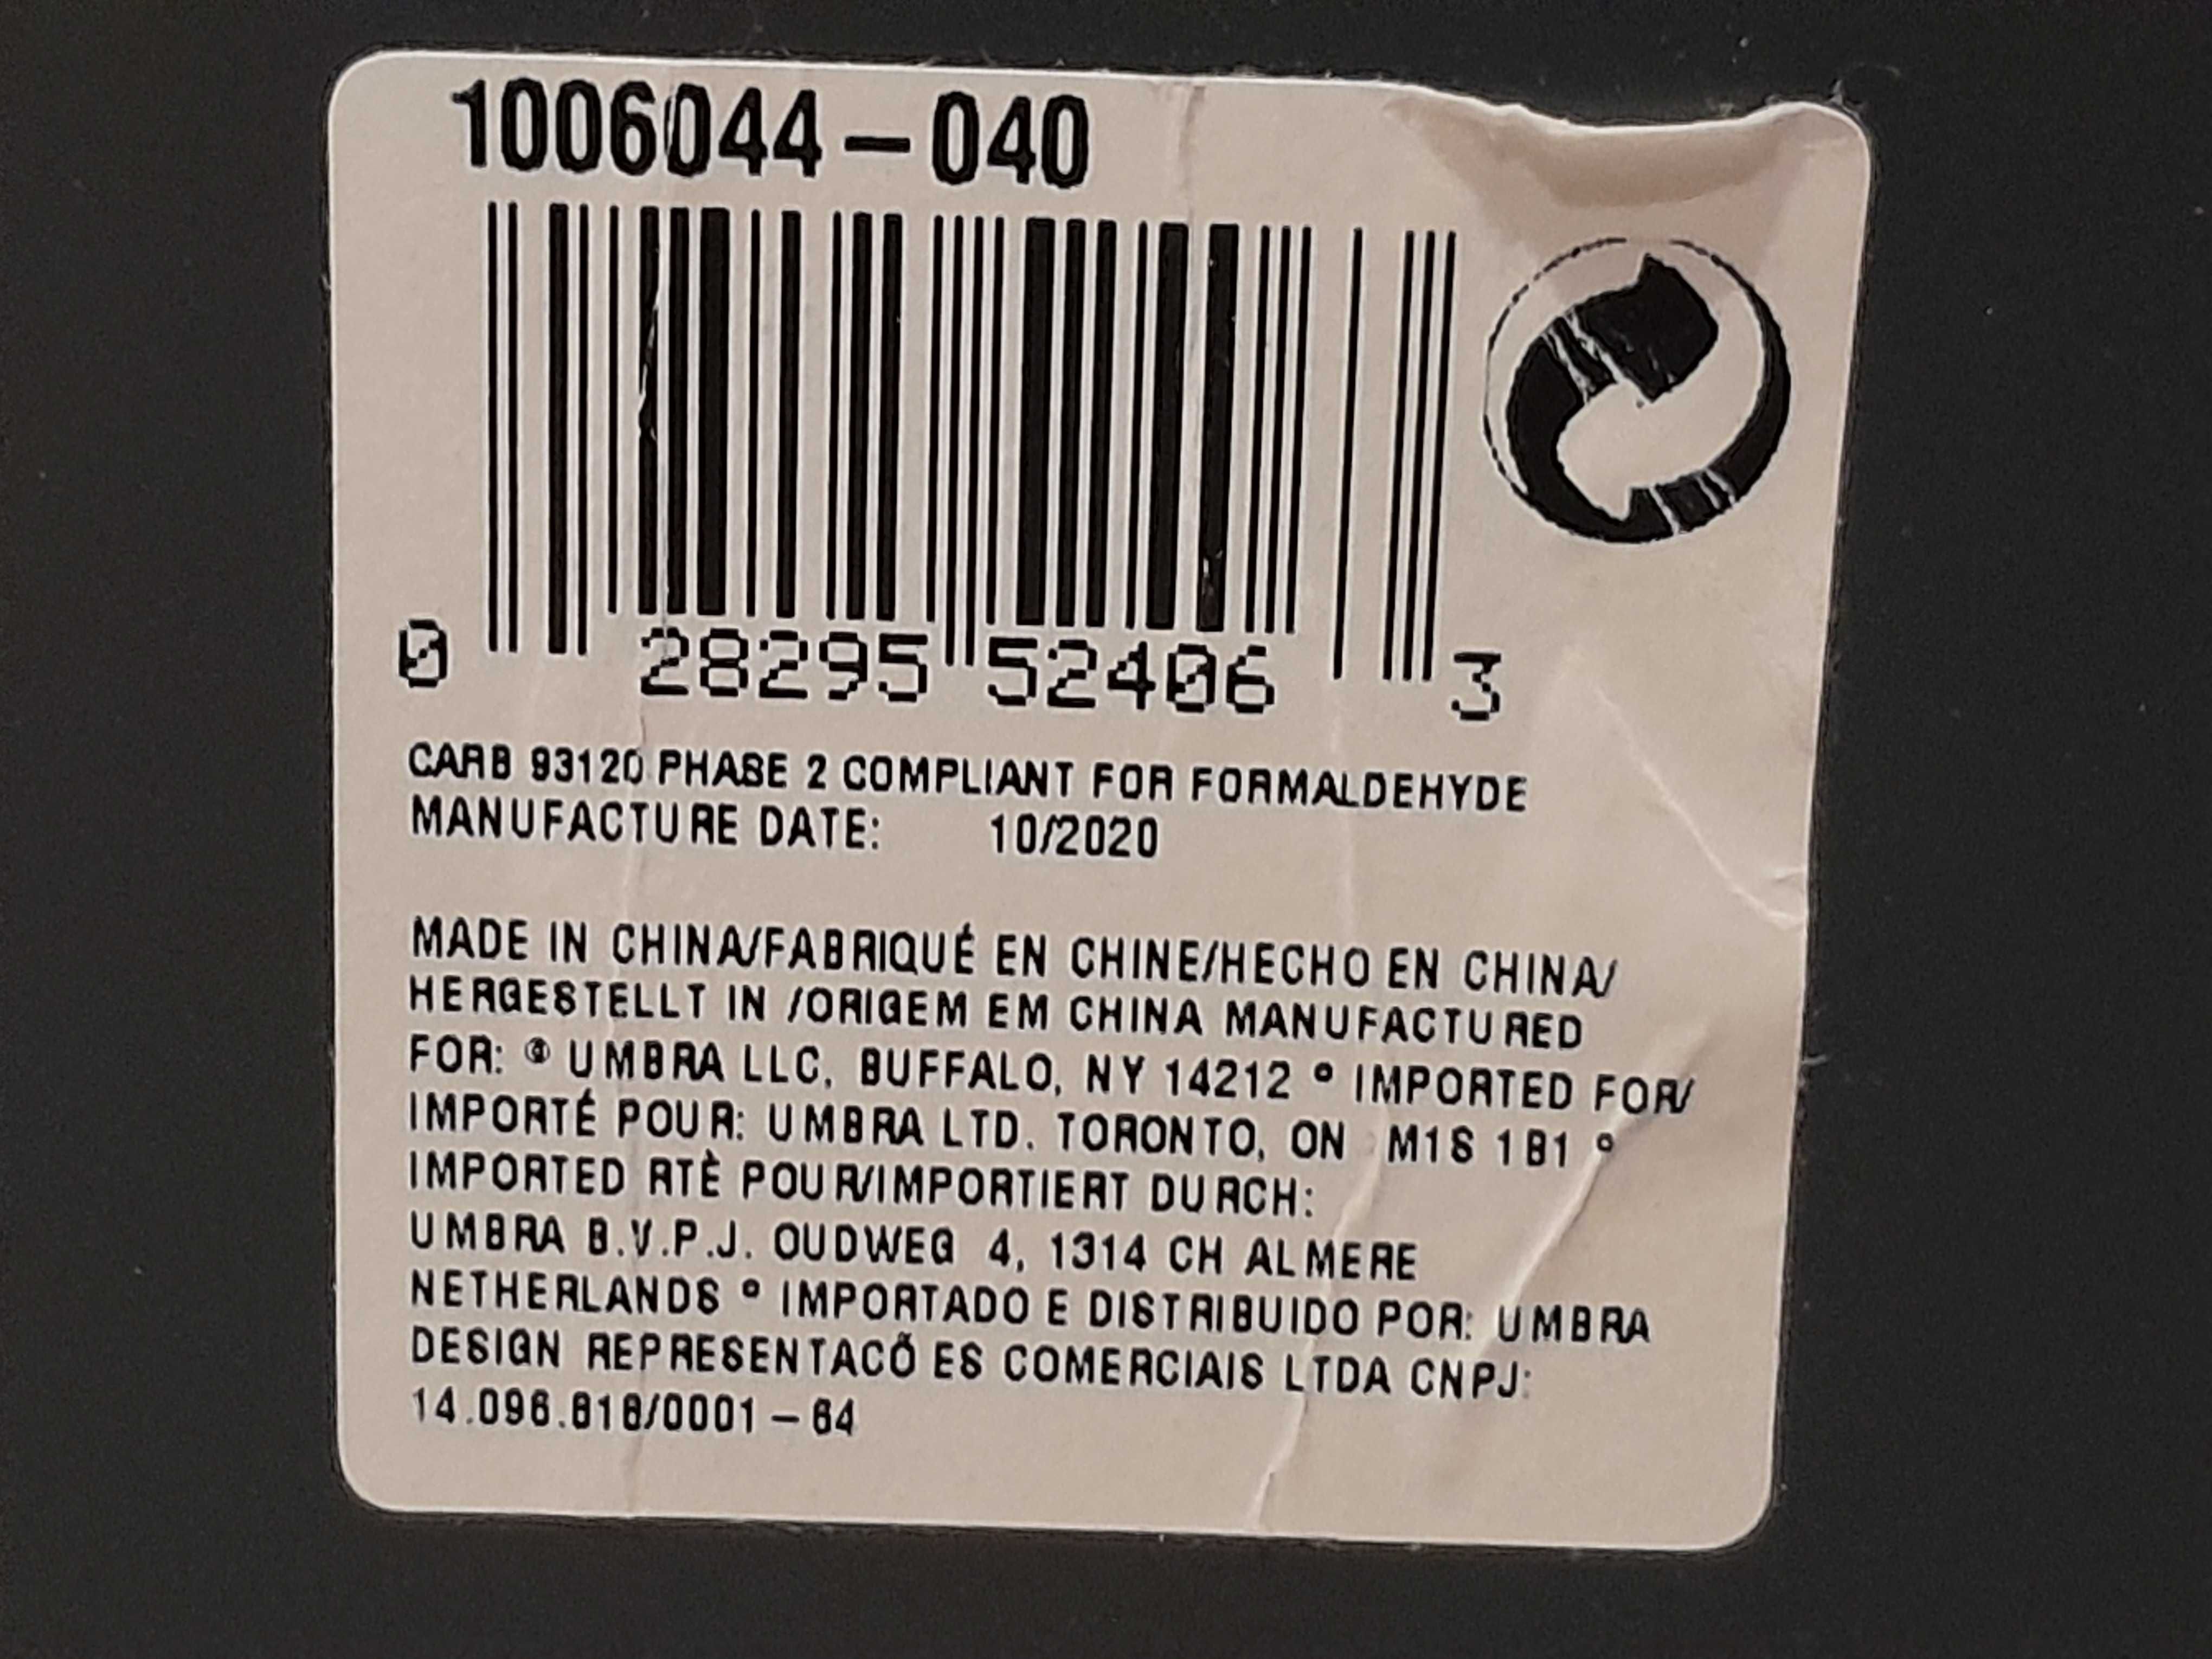 1006044-040
0 28295 52406 3
CARB 93120 PHASE 2 COMPLIANT FOR FORMALDEHYDE
MANUFACTURE DATE: 10/2020
MADE IN CHINA/FABRIQUÉ EN CHINE/HECHO EN CHINA/
HERGESTELLT IN /ORIGEM EM CHINA MANUFACTURED
FOR: ® UMBRA LLC, BUFFALO, NY 14212 ° IMPORTED FOR/
IMPORTÉ POUR: UMBRA LTD. TORONTO, ON M1S 1B1 °
IMPORTED RTÈ POUR/IMPORTIERT DURCH:
UMBRA B.V.P.J. OUDWEG 4, 1314 CH ALMERE
NETHERLANDS ° IMPORTADO E DISTRIBUIDO POR: UMBRA
DESIGN REPRESENTACÕ ES COMERCIAIS LTDA CNPJ:
14.096.818/0001-64